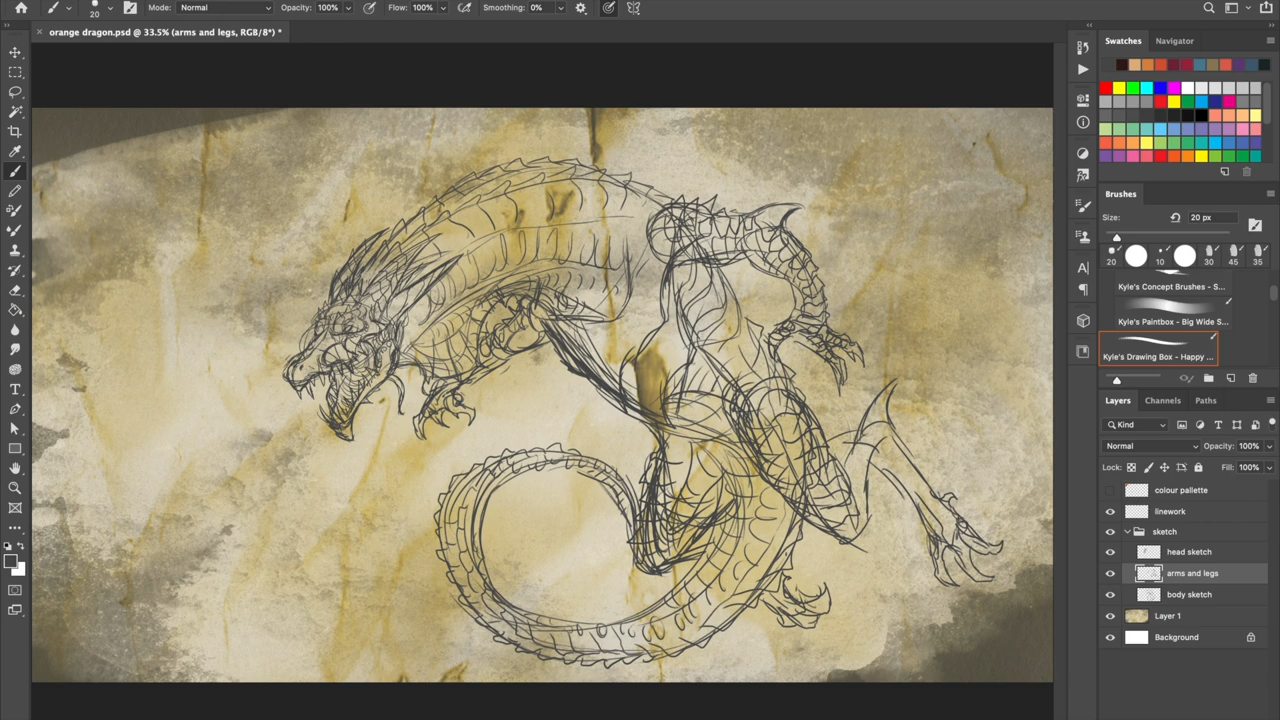 20
Mode: Normal
Opacity: 100%
Flow: 100%
Smoothing: 0%
orange dragon.psd @ 33.5% (arms and legs, RGB/8*) *
Swatches
Navigator
Brushes
Size:
20 px
20
10
30
45
35
Kyle's Concept Brushes - S...
Kyle's Paintbox - Big Wide S...
Kyle's Drawing Box - Happy ...
Layers
Channels
Paths
Kind
Normal
Opacity: 100%
Lock:
Fill: 100%
colour pallette
linework
sketch
head sketch
arms and legs
body sketch
Layer 1
Background